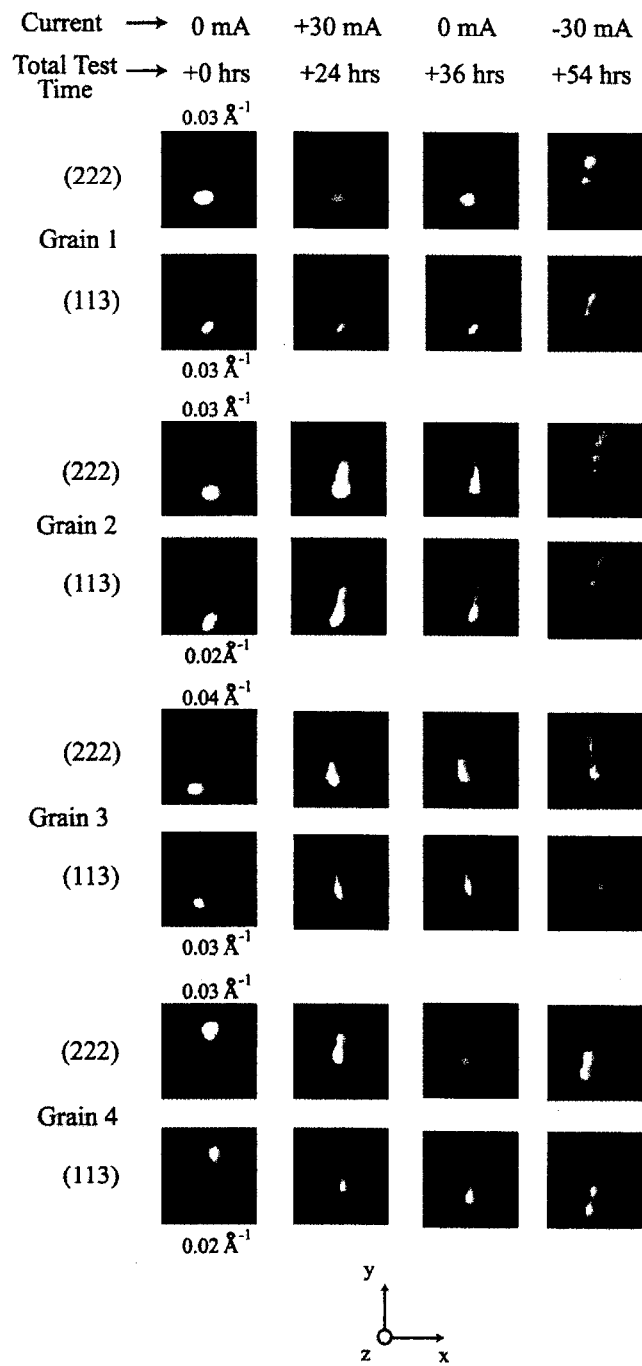 Current → 0 mA +30 mA 0 mA -30 mA
Total Test Time → +0 hrs +24 hrs +36 hrs +54 hrs
0.03 Å⁻¹
(222)
Grain 1
(113)
0.03 Å⁻¹
0.03 Å⁻¹
(222)
Grain 2
(113)
0.02Å⁻¹
0.04 Å⁻¹
(222)
Grain 3
(113)
0.03 Å⁻¹
0.03 Å⁻¹
(222)
Grain 4
(113)
0.02 Å⁻¹
y
z x